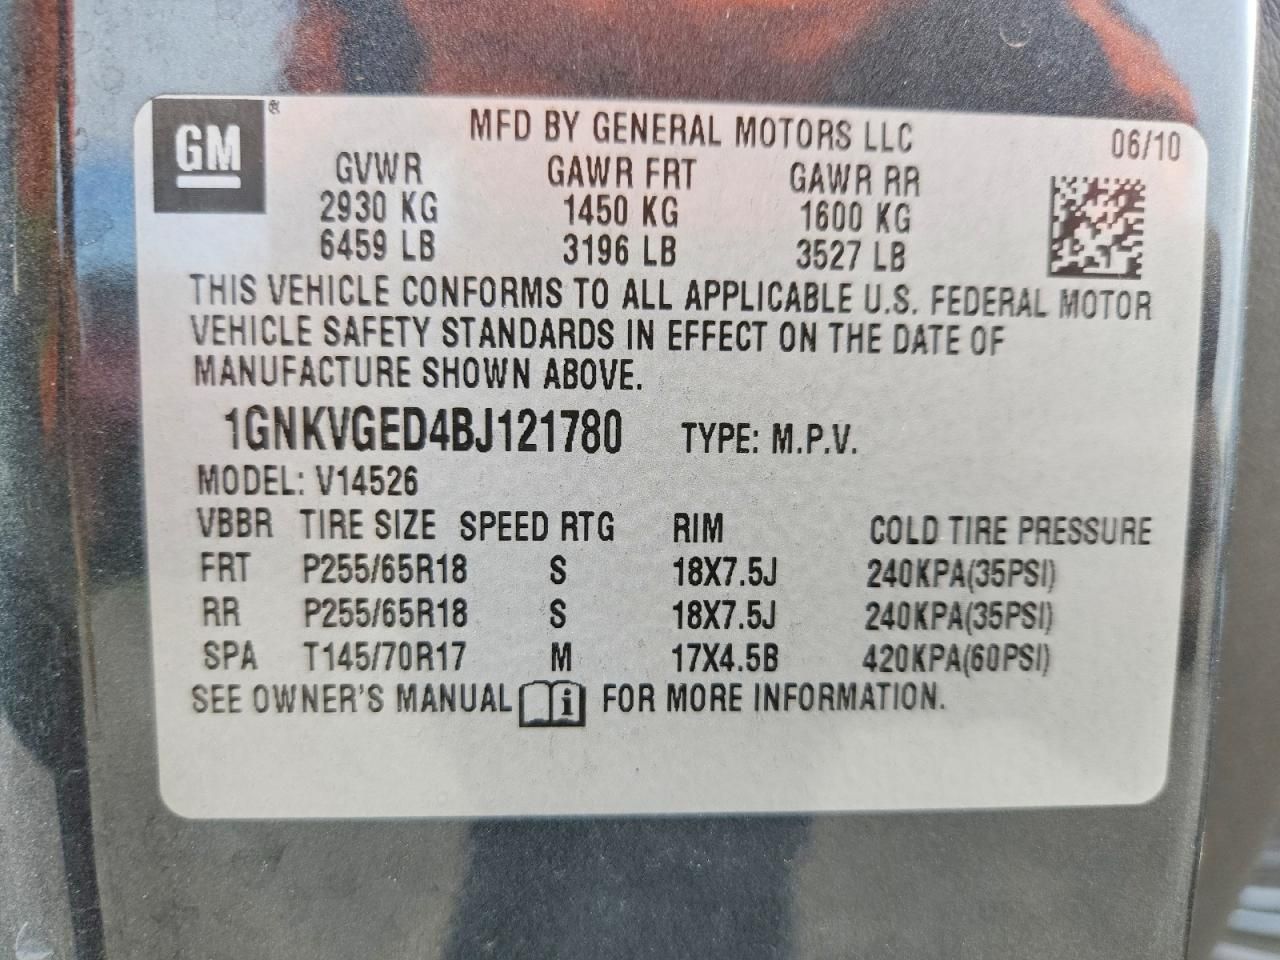 GM ®
MFD BY GENERAL MOTORS LLC 06/10
GVWR GAWR FRT GAWR RR
2930 KG 1450 KG 1600 KG
6459 LB 3196 LB 3527 LB
THIS VEHICLE CONFORMS TO ALL APPLICABLE U.S. FEDERAL MOTOR
VEHICLE SAFETY STANDARDS IN EFFECT ON THE DATE OF
MANUFACTURE SHOWN ABOVE.
1GNKVGED4BJ121780 TYPE: M.P.V.
MODEL: V14526
VBBR TIRE SIZE SPEED RTG RIM COLD TIRE PRESSURE
FRT P255/65R18 S 18X7.5J 240KPA(35PSI)
RR P255/65R18 S 18X7.5J 240KPA(35PSI)
SPA T145/70R17 M 17X4.5B 420KPA(60PSI)
SEE OWNER'S MANUAL i FOR MORE INFORMATION.